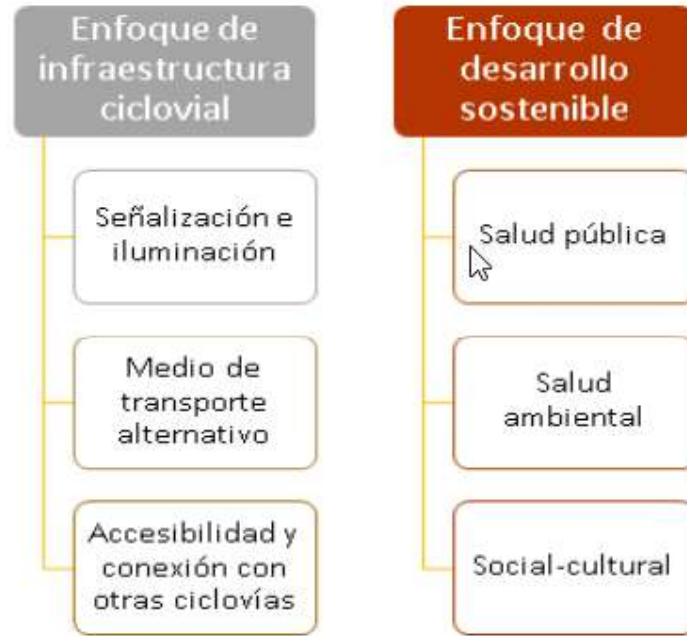 Enfoque de
infraestructura
ciclovial
Señalización e
iluminación
Medio de
transporte
alternativo
Accesibilidad y
conexión con
otras ciclovías
Enfoque de
desarrollo
sostenible
Salud pública
Salud
ambiental
Social-cultural